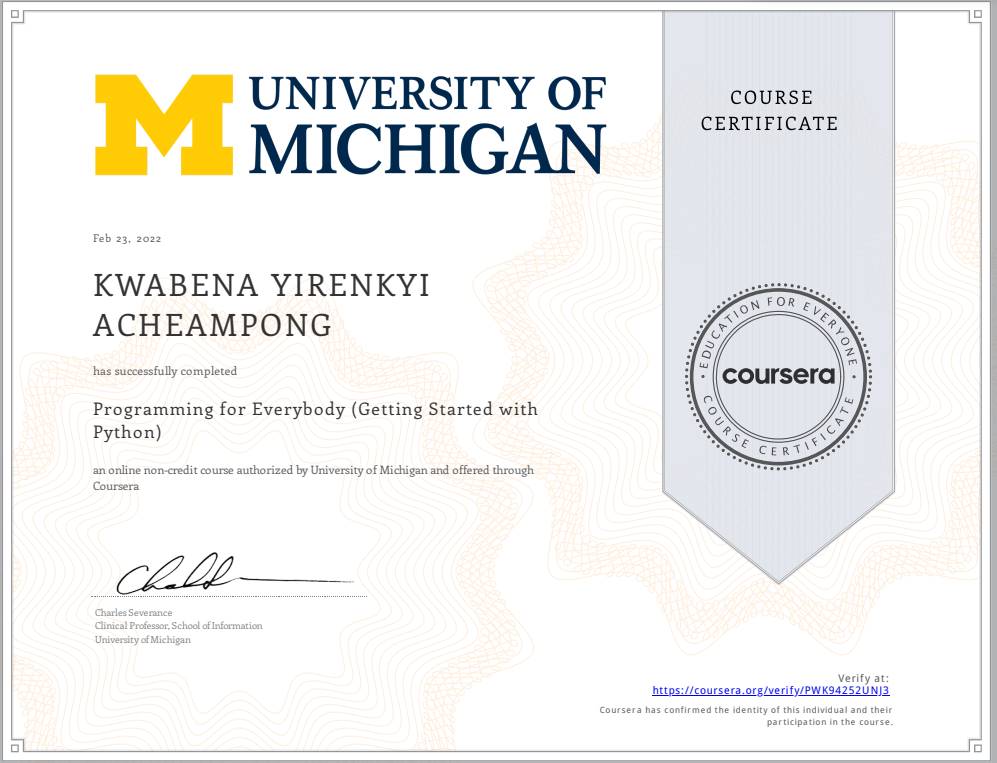 UNIVERSITY OF
MICHIGAN
COURSE
CERTIFICATE
Feb 23, 2022
KWABENA YIRENKYI
ACHEAMPONG
has successfully completed
Programming for Everybody (Getting Started with
Python)
an online non-credit course authorized by University of Michigan and offered through
Coursera
EDUCATION FOR EVERYONE
coursera
COURSE CERTIFICATE
Charles Severance
Clinical Professor, School of Information
University of Michigan
Verify at:
https://coursera.org/verify/PWK94252UNJ3
Coursera has confirmed the identity of this individual and their
participation in the course.